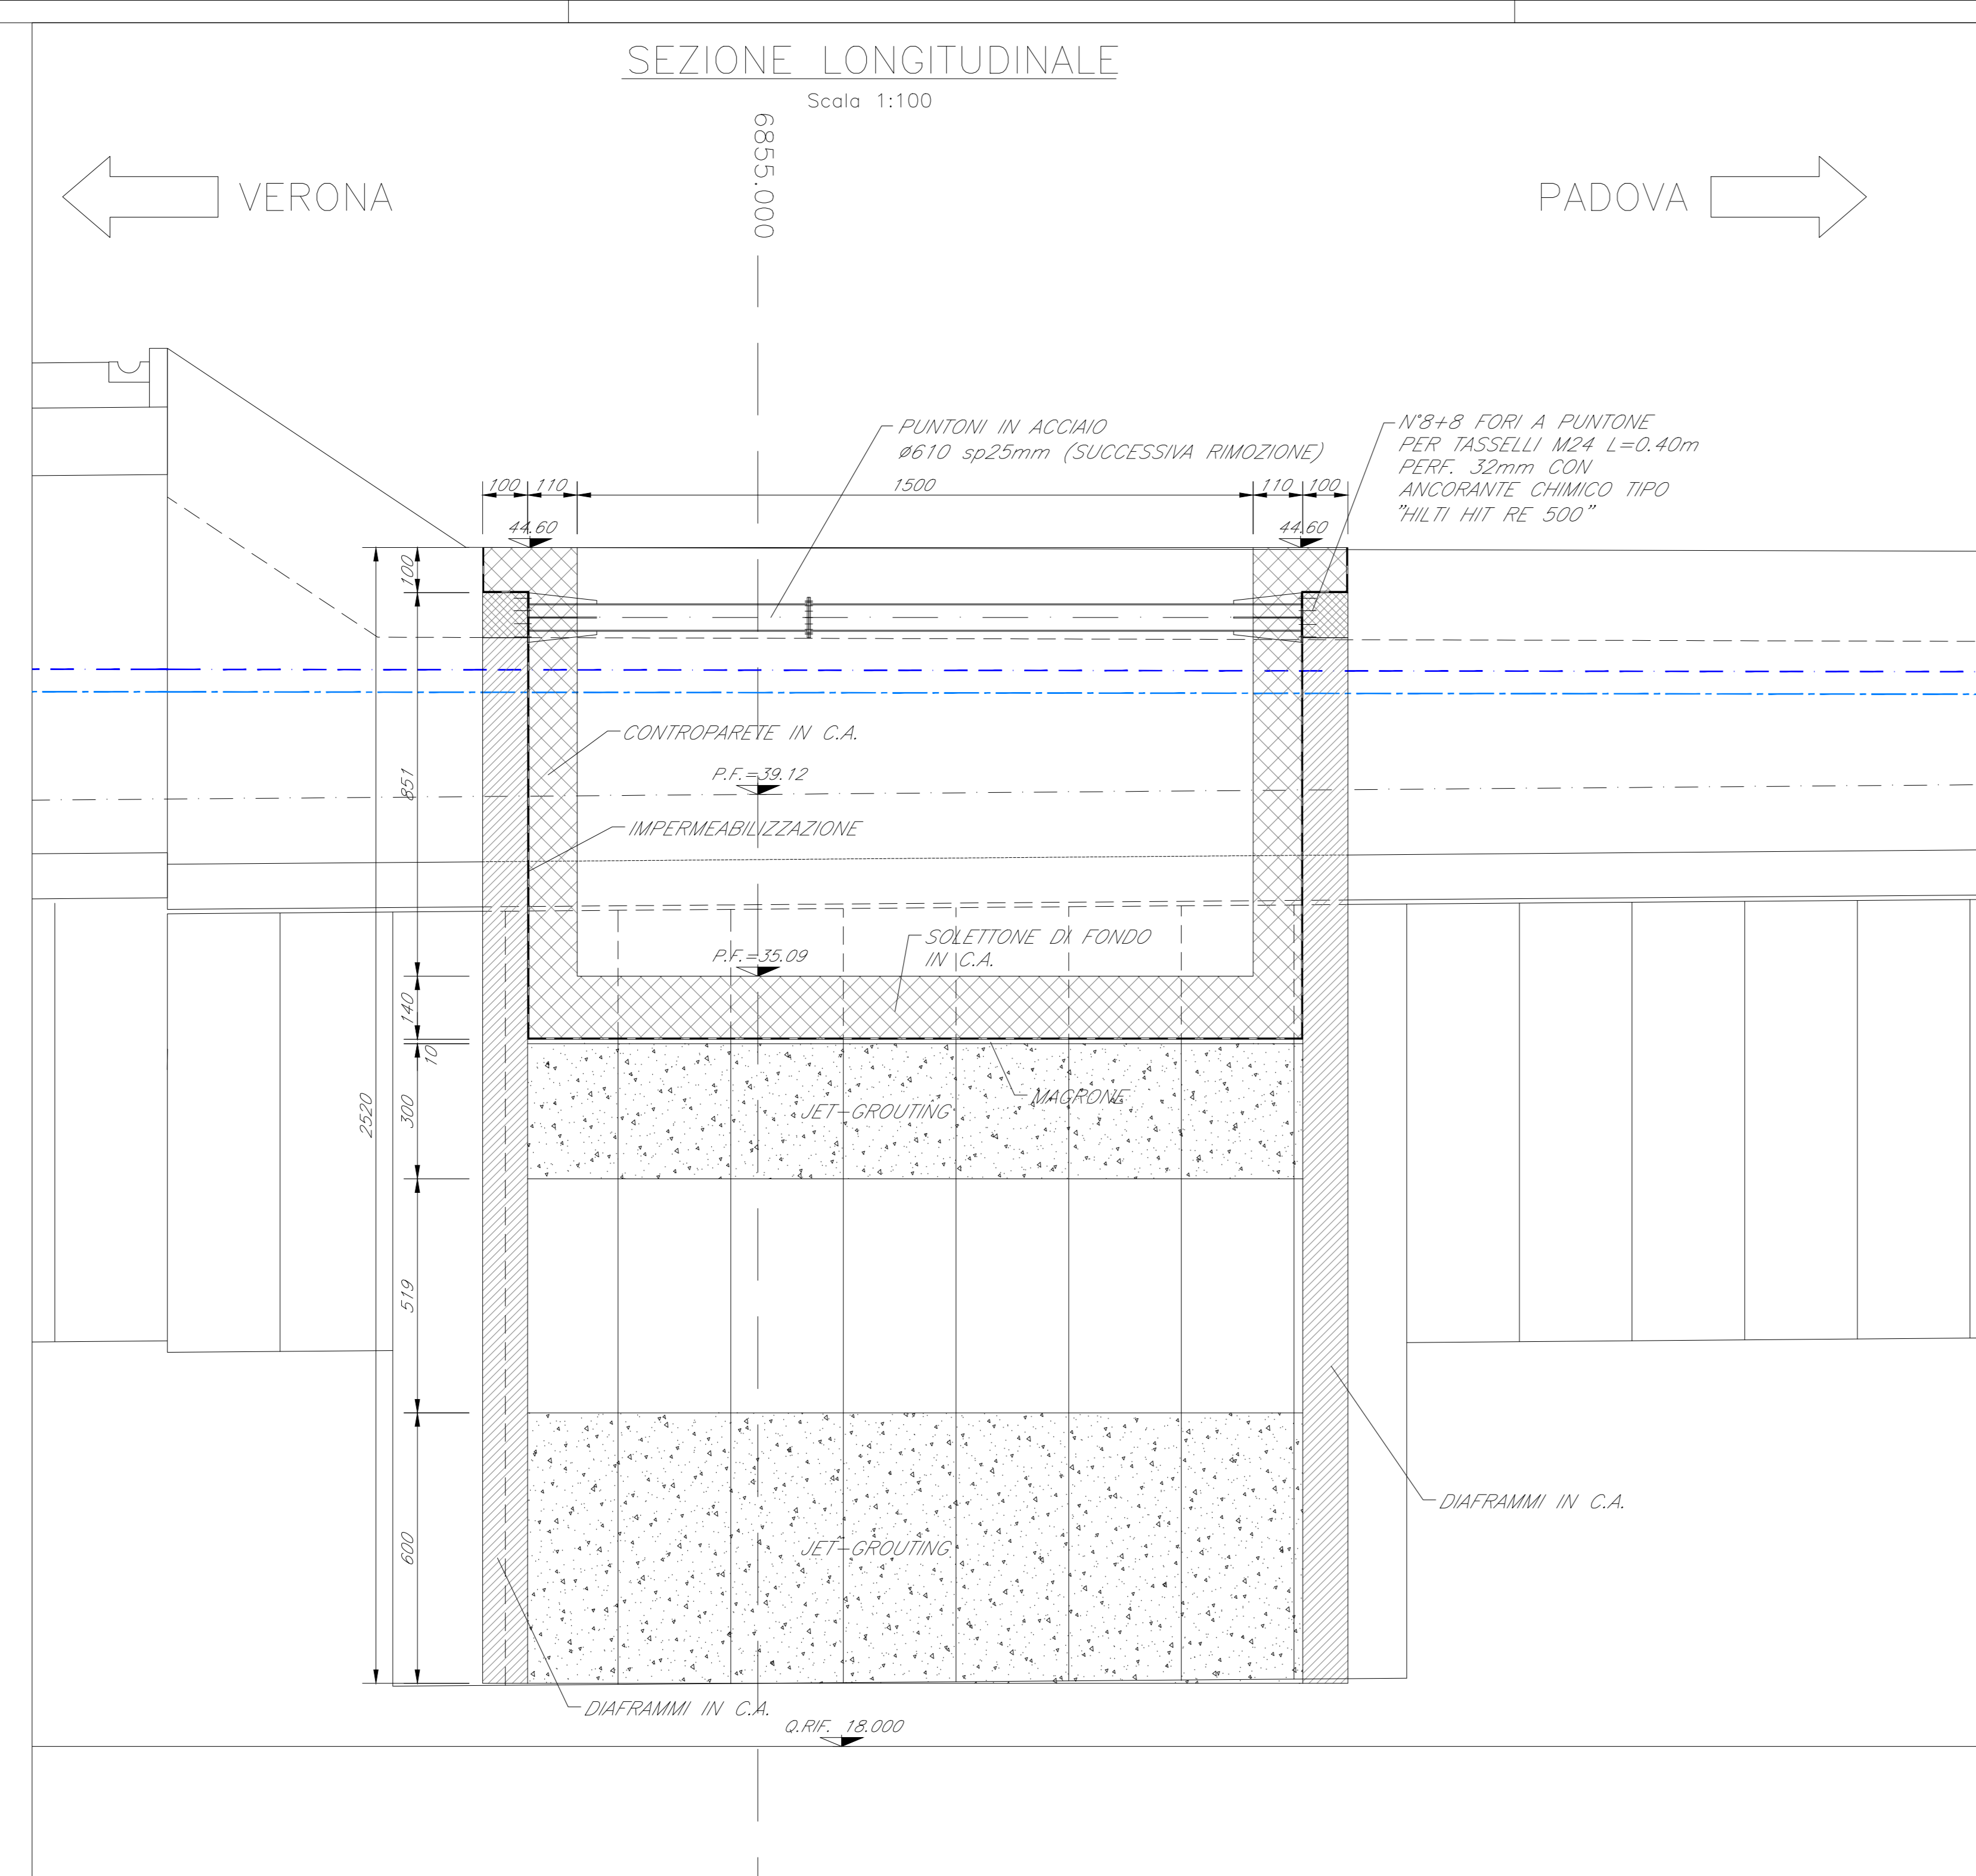 SEZIONE LONGITUDINALE
Scala 1:100
6855.000
VERONA
PADOVA
PUNTONI IN ACCIAIO
ø610 sp25mm (SUCCESSIVA RIMOZIONE)
N°8+8 FORI A PUNTONE
PER TASSELLI M24 L=0.40m
PERF. 32mm CON
ANCORANTE CHIMICO TIPO
"HILTI HIT RE 500"
100
110
1500
110
100
44.60
44.60
100
CONTROPARETE IN C.A.
P.F.=39.12
851
IMPERMEABILIZZAZIONE
SOLETTONE DI FONDO
IN C.A.
P.F.=35.09
140
10
MAGRONE
JET-GROUTING
300
2520
519
DIAFRAMMI IN C.A.
JET-GROUTING
600
DIAFRAMMI IN C.A.
Q.RIF. 18.000